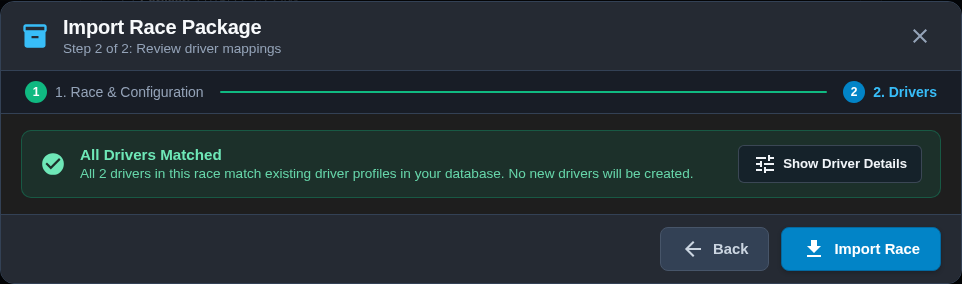 Import Race Package
Step 2 of 2: Review driver mappings
1 1. Race & Configuration
2 2. Drivers
All Drivers Matched
All 2 drivers in this race match existing driver profiles in your database. No new drivers will be created.
Show Driver Details
Back
Import Race